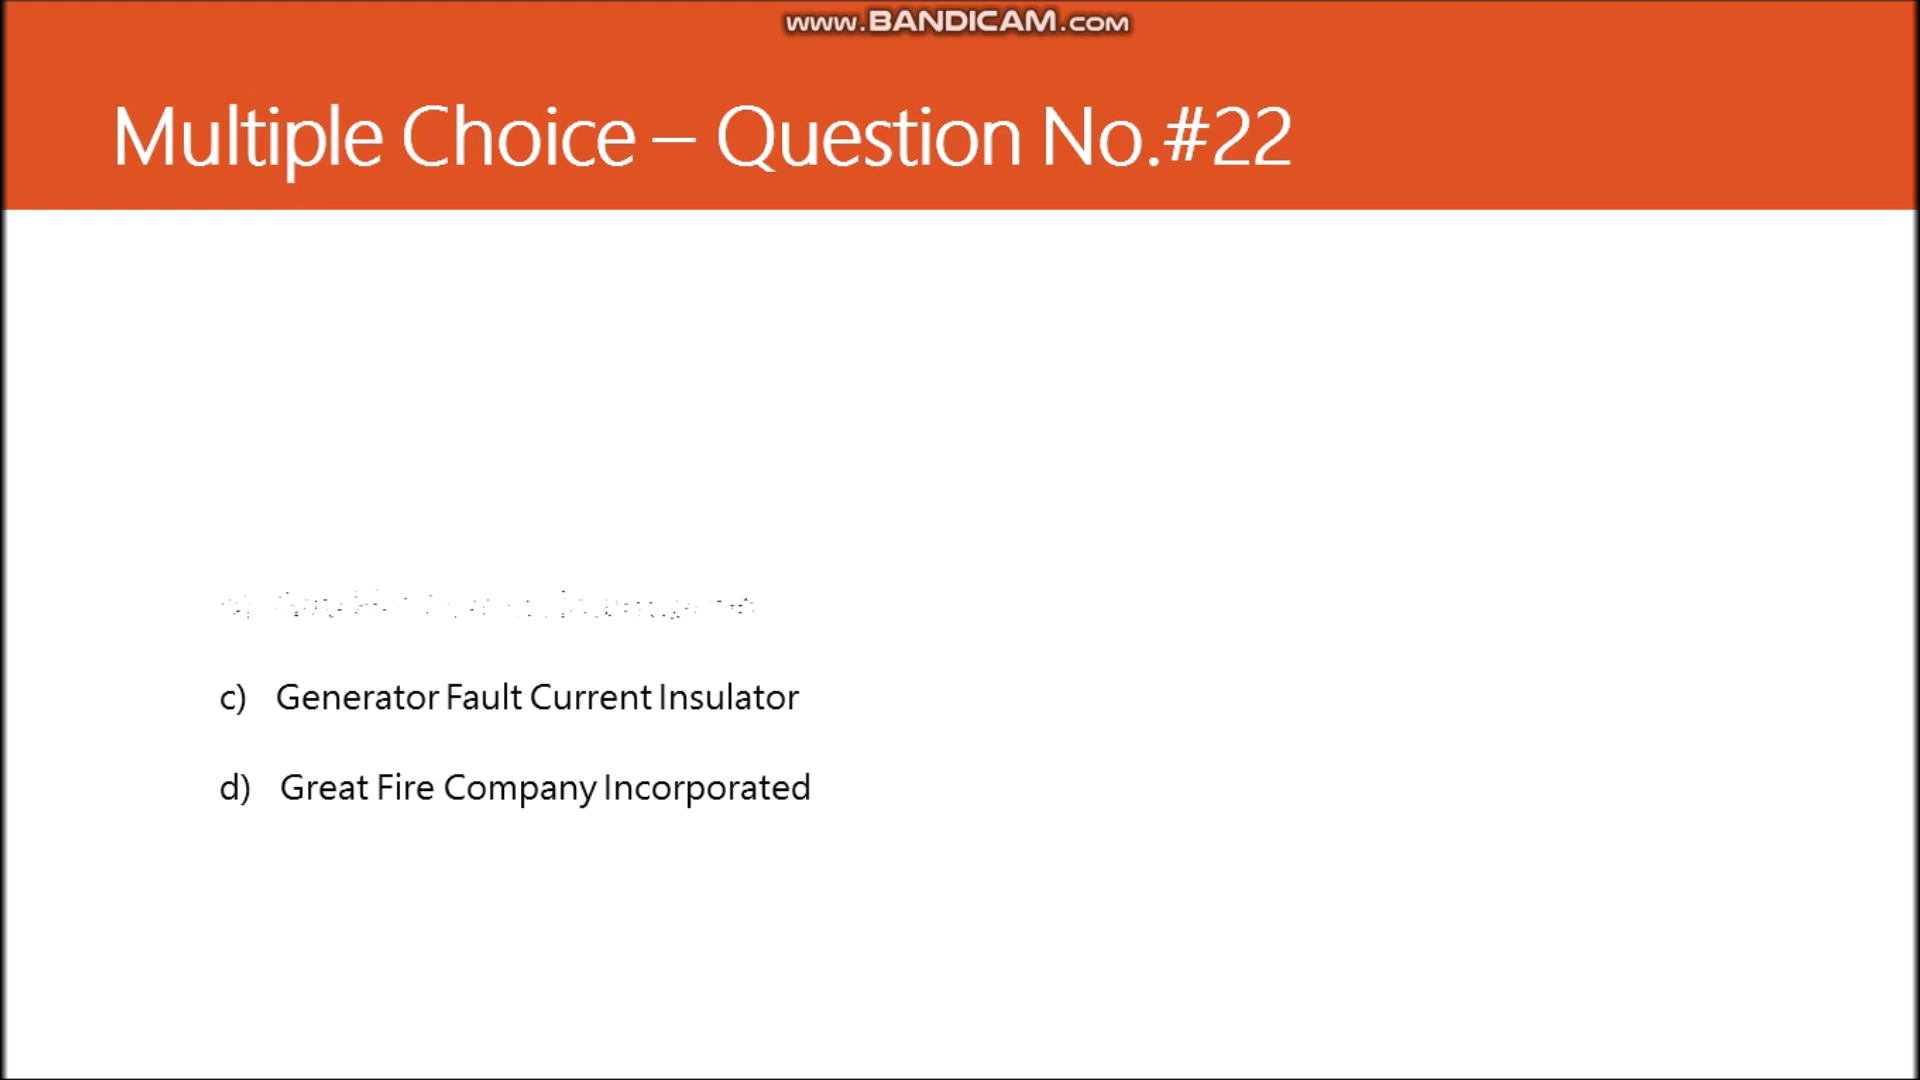 www.BANDICAM.com
Multiple Choice – Question No.#22
c) Generator Fault Current Insulator
d) Great Fire Company Incorporated